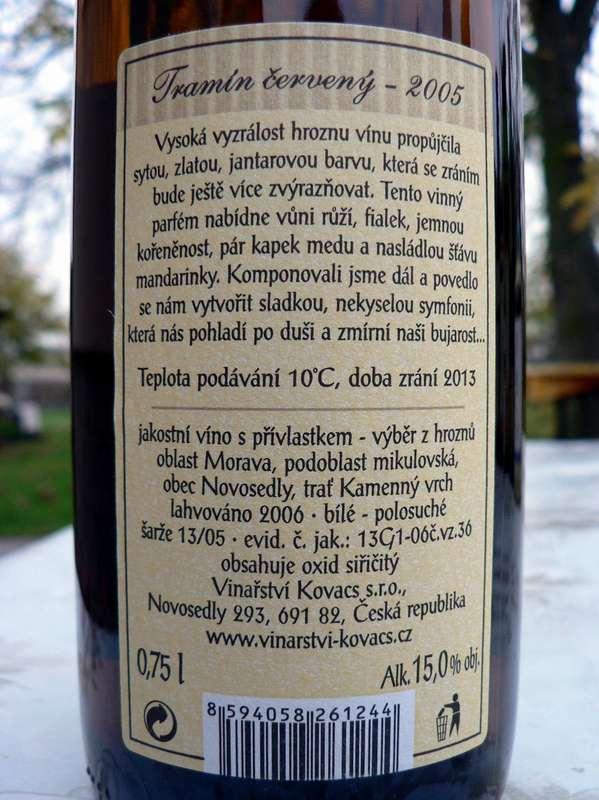 Tramín červený - 2005
Vysoká vyzrálost hroznu vínu propůjčila
sytou, zlatou, jantarovou barvu, která se zráním
bude ještě více zvýrazňovat. Tento vinný
parfém nabídne vůni růží, fialek, jemnou
kořeněnost, pár kapek medu a nasládlou šťávu
mandarinky. Komponovali jsme dál a povedlo
se nám vytvořit sladkou, nekyselou symfonii,
která nás pohladí po duši a zmírní naši bujarost...
Teplota podávání 10°C, doba zrání 2013
jakostní víno s přívlastkem - výběr z hroznů
oblast Morava, podoblast mikulovská,
obec Novosedly, trať Kamenný vrch
lahvováno 2006 · bílé - polosuché
šarže 13/05 · evid. č. jak.: 13G1-06č.vz.36
obsahuje oxid siřičitý
Vinařství Kovacs s.r.o.,
Novosedly 293, 691 82, Česká republika
www.vinarstvi-kovacs.cz
0,75 l Alk. 15,0% obj.
8 594058 261244